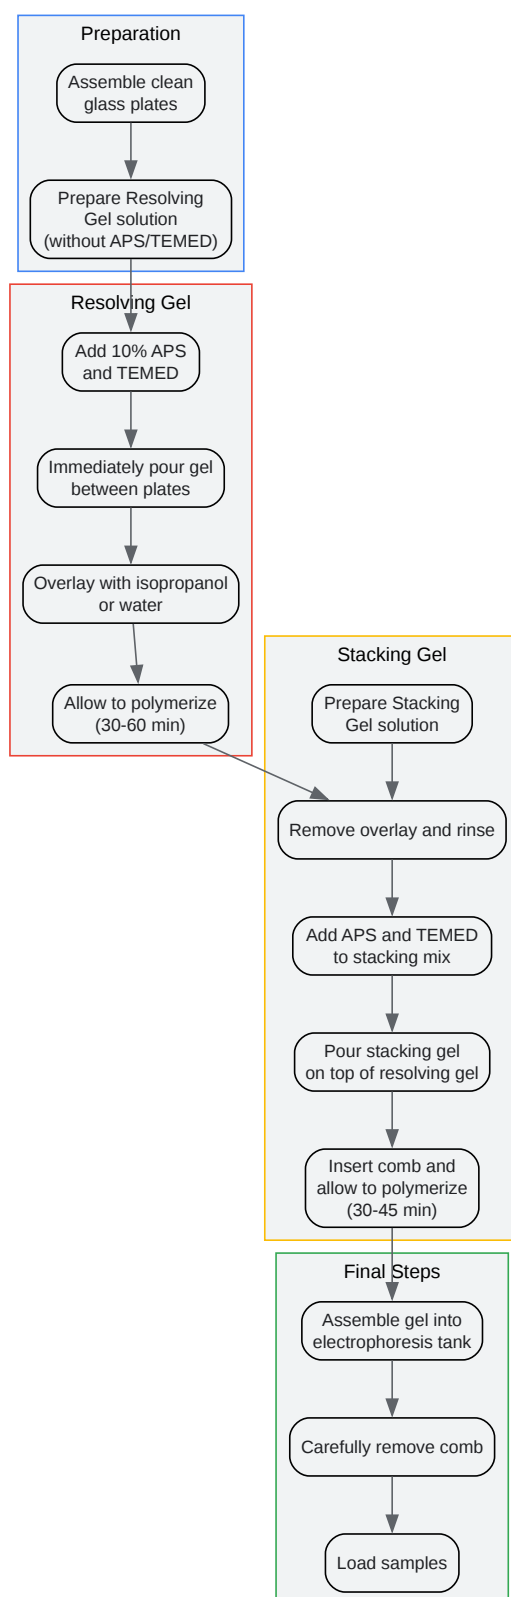 Preparation
Assemble clean
glass plates
Prepare Resolving
Gel solution
(without APS/TEMED)
Resolving Gel
Add 10% APS
and TEMED
Immediately pour gel
between plates
Overlay with isopropanol
or water
Allow to polymerize
(30-60 min)
Stacking Gel
Prepare Stacking
Gel solution
Remove overlay and rinse
Add APS and TEMED
to stacking mix
Pour stacking gel
on top of resolving gel
Insert comb and
allow to polymerize
(30-45 min)
Final Steps
Assemble gel into
electrophoresis tank
Carefully remove comb
Load samples